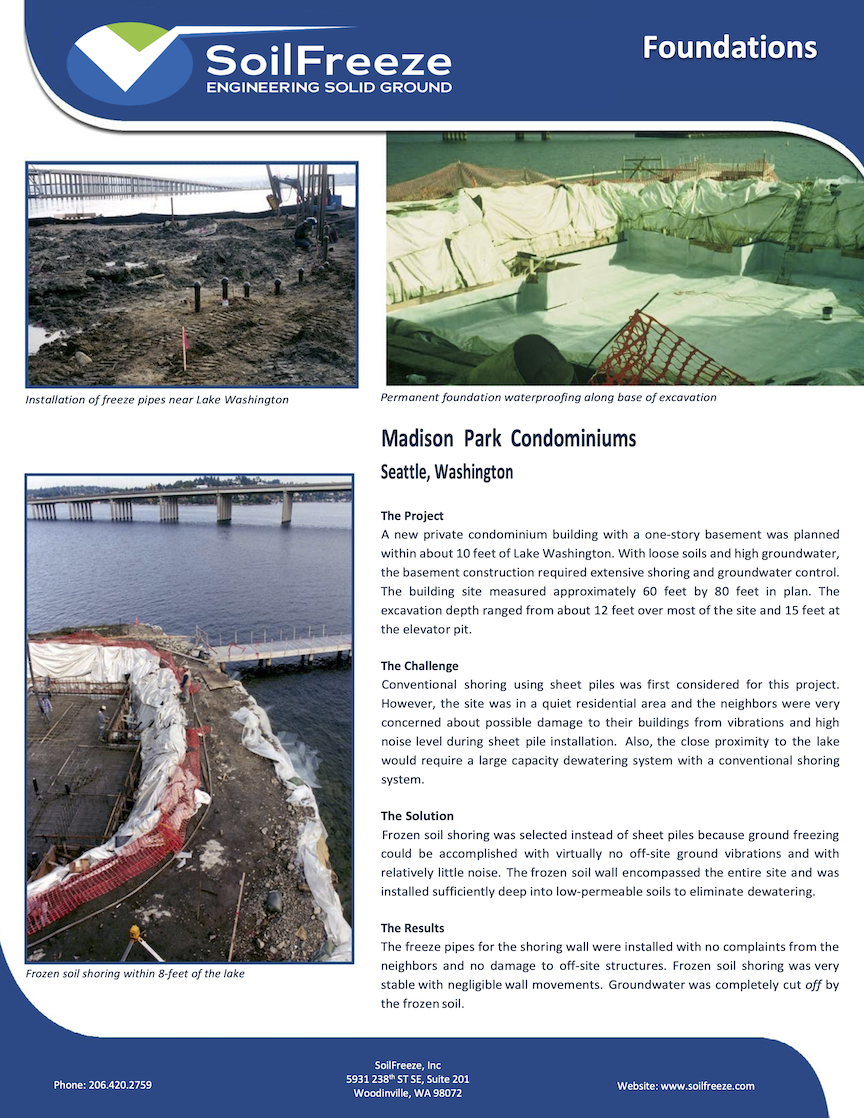 SoilFreeze
ENGINEERING SOLID GROUND
Foundations
Installation of freeze pipes near Lake Washington
Permanent foundation waterproofing along base of excavation
Frozen soil shoring within 8-feet of the lake
Madison Park Condominiums
Seattle, Washington
The Project
A new private condominium building with a one-story basement was planned
within about 10 feet of Lake Washington. With loose soils and high groundwater,
the basement construction required extensive shoring and groundwater control.
The building site measured approximately 60 feet by 80 feet in plan. The
excavation depth ranged from about 12 feet over most of the site and 15 feet at
the elevator pit.
The Challenge
Conventional shoring using sheet piles was first considered for this project.
However, the site was in a quiet residential area and the neighbors were very
concerned about possible damage to their buildings from vibrations and high
noise level during sheet pile installation. Also, the close proximity to the lake
would require a large capacity dewatering system with a conventional shoring
system.
The Solution
Frozen soil shoring was selected instead of sheet piles because ground freezing
could be accomplished with virtually no off-site ground vibrations and with
relatively little noise. The frozen soil wall encompassed the entire site and was
installed sufficiently deep into low-permeable soils to eliminate dewatering.
The Results
The freeze pipes for the shoring wall were installed with no complaints from the
neighbors and no damage to off-site structures. Frozen soil shoring was very
stable with negligible wall movements. Groundwater was completely cut off by
the frozen soil.
Phone: 206.420.2759
SoilFreeze, Inc
5931 238th ST SE, Suite 201
Woodinville, WA 98072
Website: www.soilfreeze.com